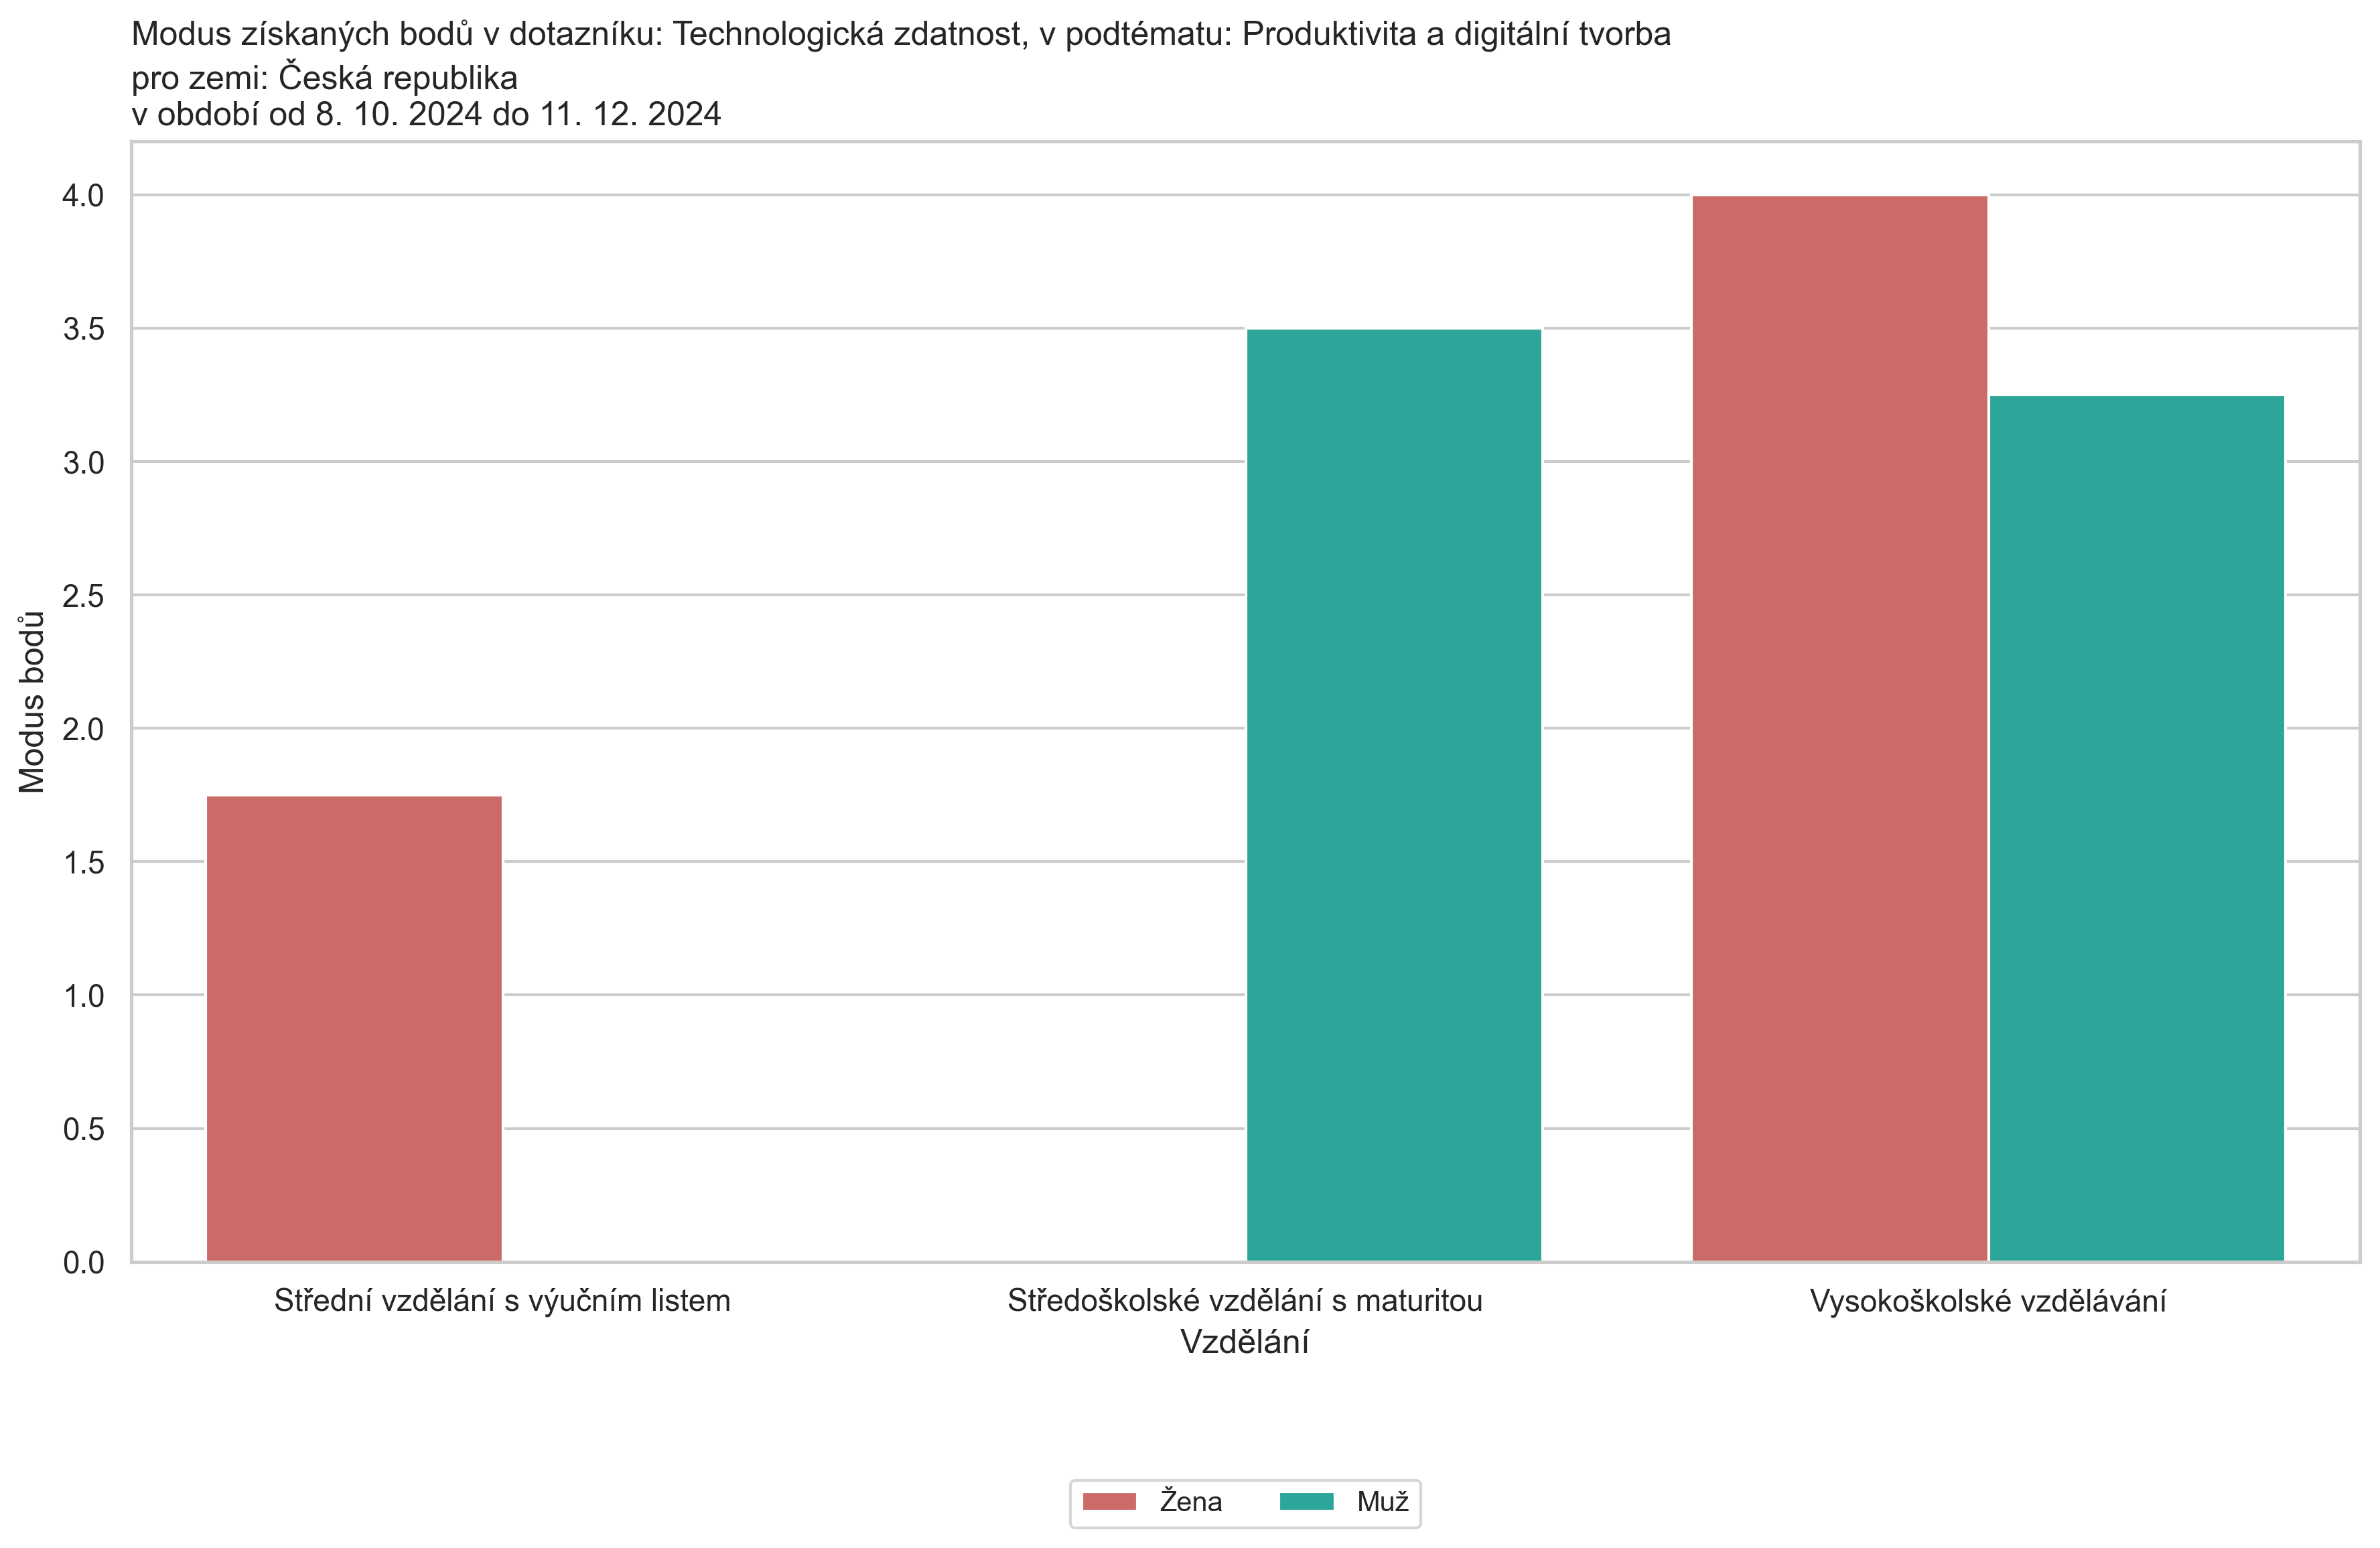 Modus získaných bodů v dotazníku: Technologická zdatnost, v podtématu: Produktivita a digitální tvorba
pro zemi: Česká republika
v období od 8. 10. 2024 do 11. 12. 2024
4.0
3.5
3.0
2.5
2.0
1.5
1.0
0.5
0.0
Modus bodů
Střední vzdělání s výučním listem
Středoškolské vzdělání s maturitou
Vysokoškolské vzdělávání
Vzdělání
Žena
Muž